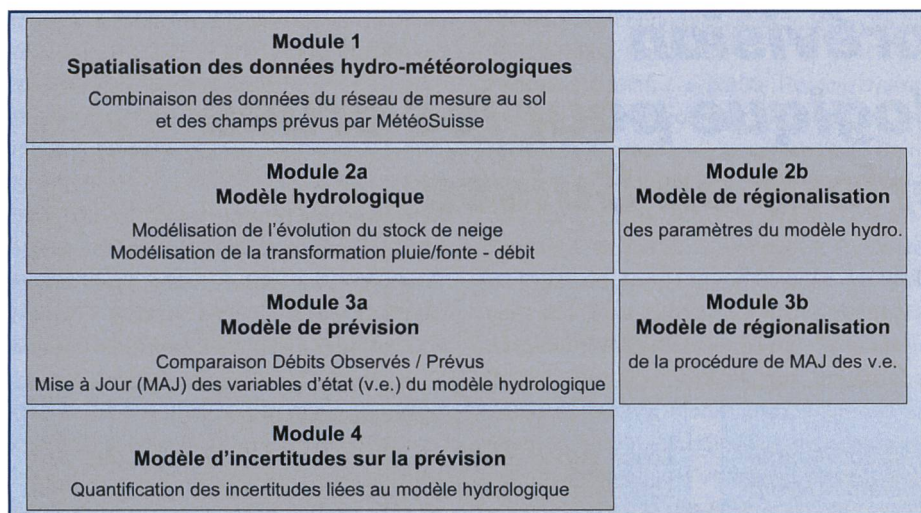 Module 1
Spatialisation des données hydro-météorologiques
Combinaison des données du réseau de mesure au sol
et des champs prévus par MétéoSuisse
Module 2a
Modèle hydrologique
Modélisation de l'évolution du stock de neige
Modélisation de la transformation pluie/fonte - débit
Module 2b
Modèle de régionalisation
des paramètres du modèle hydro.
Module 3a
Modèle de prévision
Comparaison Débits Observés / Prévus
Mise à Jour (MAJ) des variables d'état (v.e.) du modèle hydrologique
Module 3b
Modèle de régionalisation
de la procédure de MAJ des v.e.
Module 4
Modèle d'incertitudes sur la prévision
Quantification des incertitudes liées au modèle hydrologique